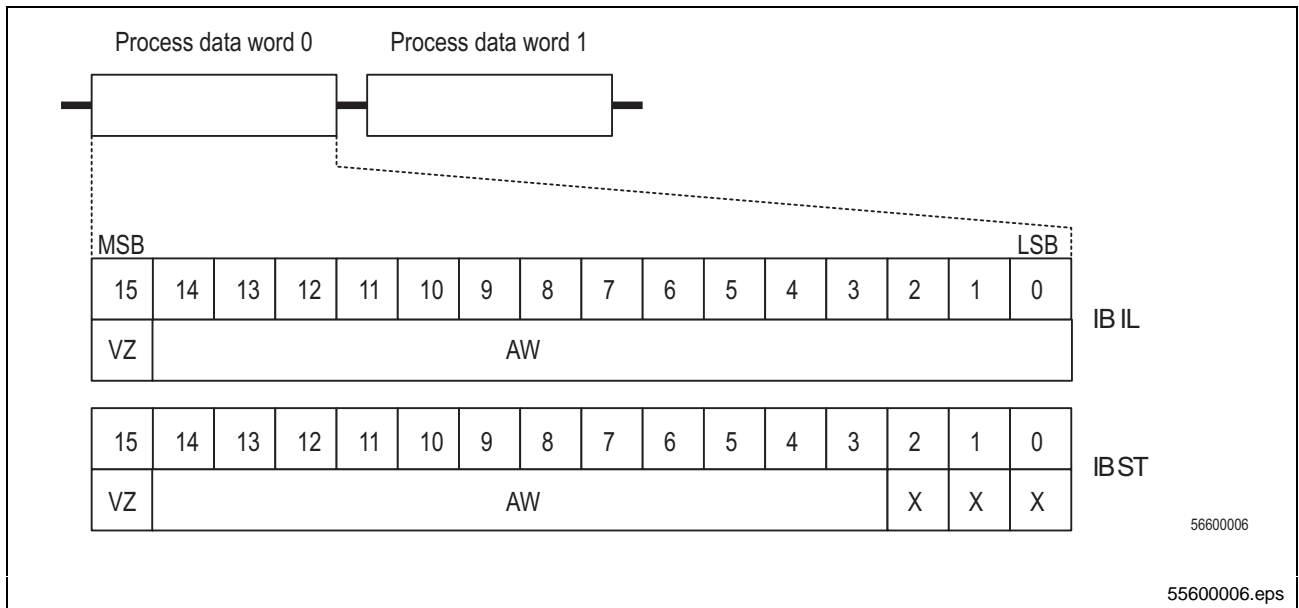 Process data word 0 Process data word 1
MSB LSB
15 14 13 12 11 10 9 8 7 6 5 4 3 2 1 0
IB IL
VZ AW
15 14 13 12 11 10 9 8 7 6 5 4 3 2 1 0
IB ST
VZ AW X X X
56600006
55600006.eps